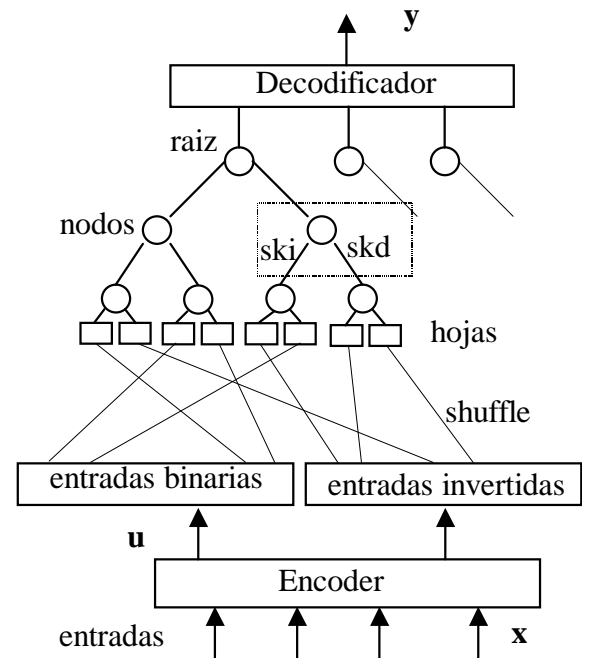 y
Decodificador
raiz
nodos
ski
skd
hojas
shuffle
entradas binarias
entradas invertidas
u
Encoder
entradas
x